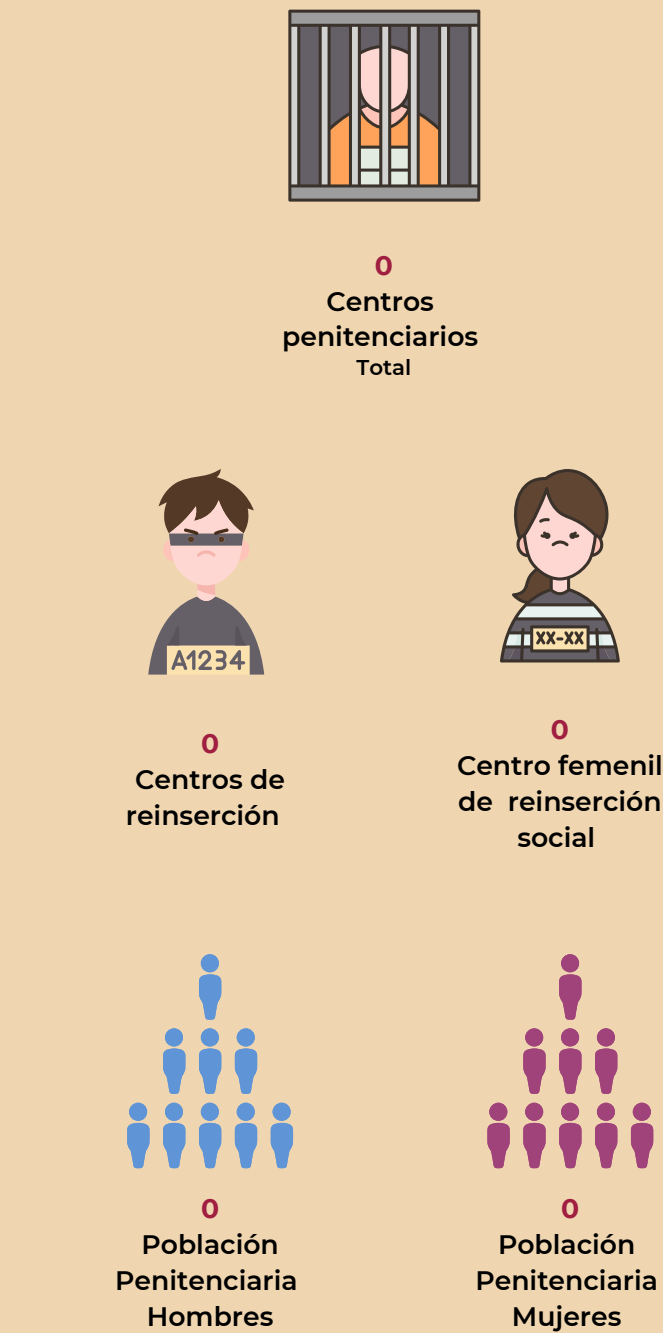 0
Centros
penitenciarios
Total
A1234
0
Centros de
reinserción
XX-XX
0
Centro femenil
de reinserción
social
0
Población
Penitenciaria
Hombres
0
Población
Penitenciaria
Mujeres